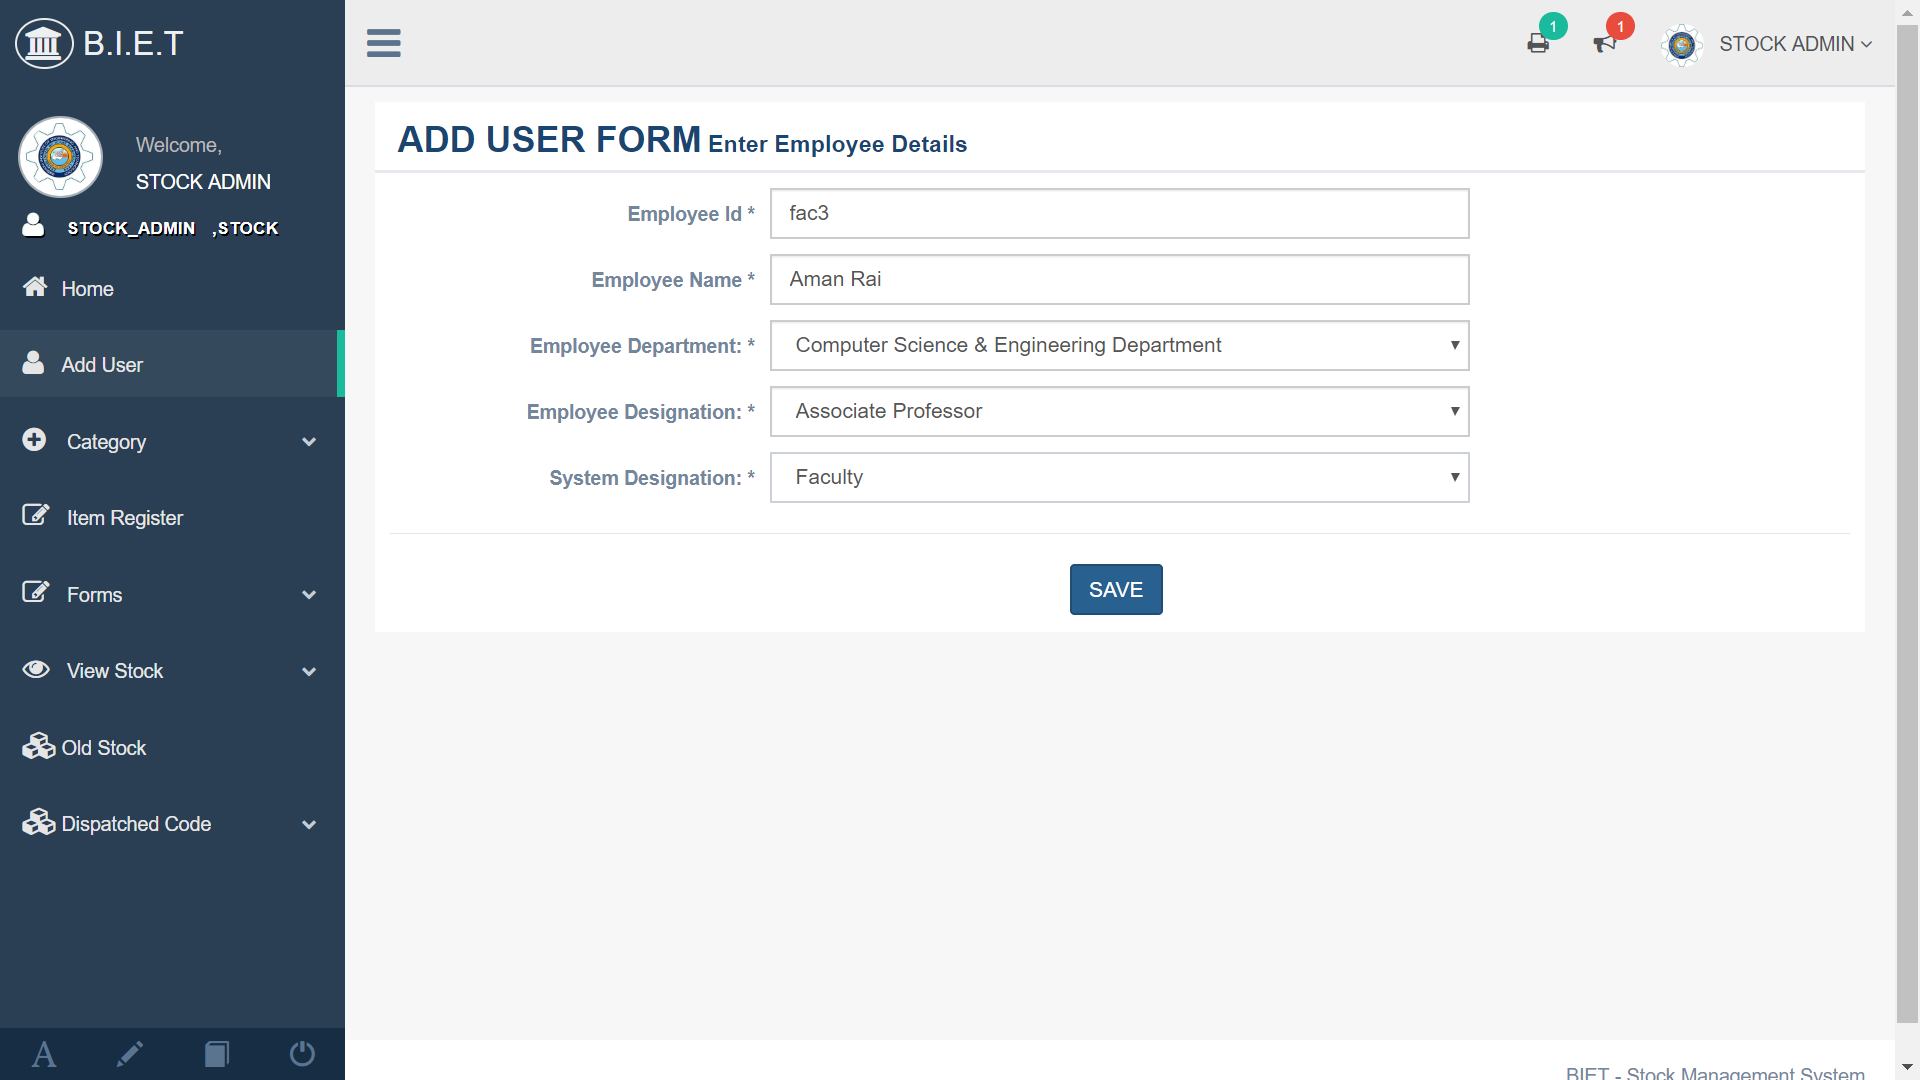 B.I.E.T
Welcome,
STOCK ADMIN
STOCK_ADMIN ,STOCK
Home
Add User
Category
Item Register
Forms
View Stock
Old Stock
Dispatched Code
1
1
STOCK ADMIN
ADD USER FORM Enter Employee Details
Employee Id * fac3
Employee Name * Aman Rai
Employee Department: * Computer Science & Engineering Department
Employee Designation: * Associate Professor
System Designation: * Faculty
SAVE
BIET - Stock Management System